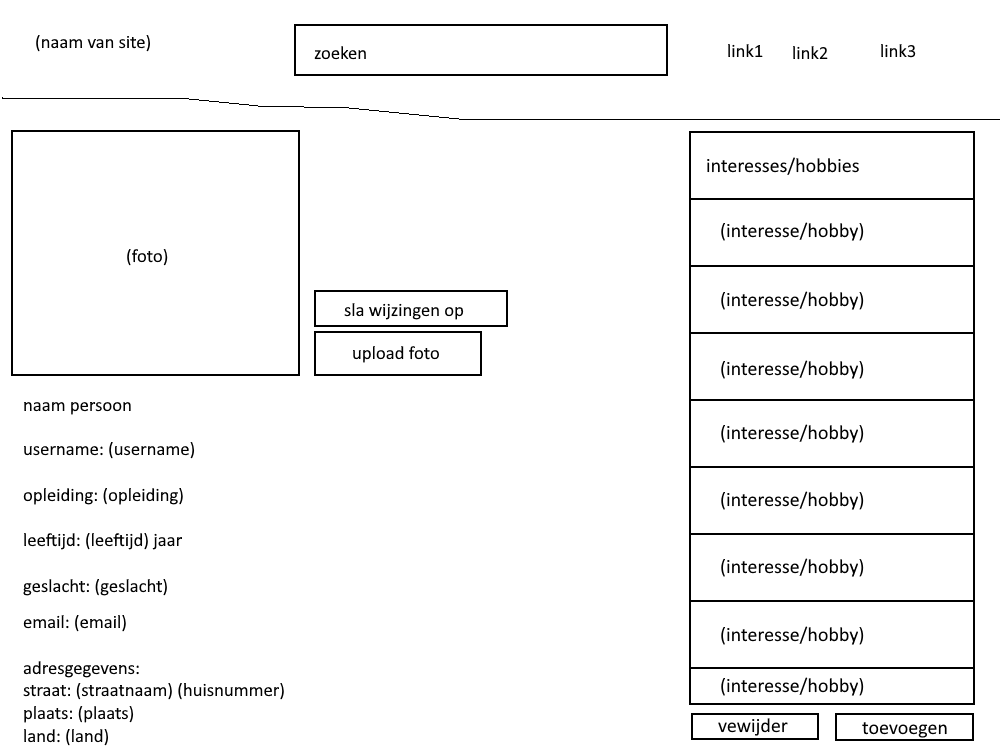 (naam van site)
zoeken
link1
link2
link3
(foto)
sla wijzingen op
upload foto
naam persoon
username: (username)
opleiding: (opleiding)
leeftijd: (leeftijd) jaar
geslacht: (geslacht)
email: (email)
adresgegevens:
straat: (straatnaam) (huisnummer)
plaats: (plaats)
land: (land)
interesses/hobbies
(interesse/hobby)
(interesse/hobby)
(interesse/hobby)
(interesse/hobby)
(interesse/hobby)
(interesse/hobby)
(interesse/hobby)
(interesse/hobby)
vewijder
toevoegen